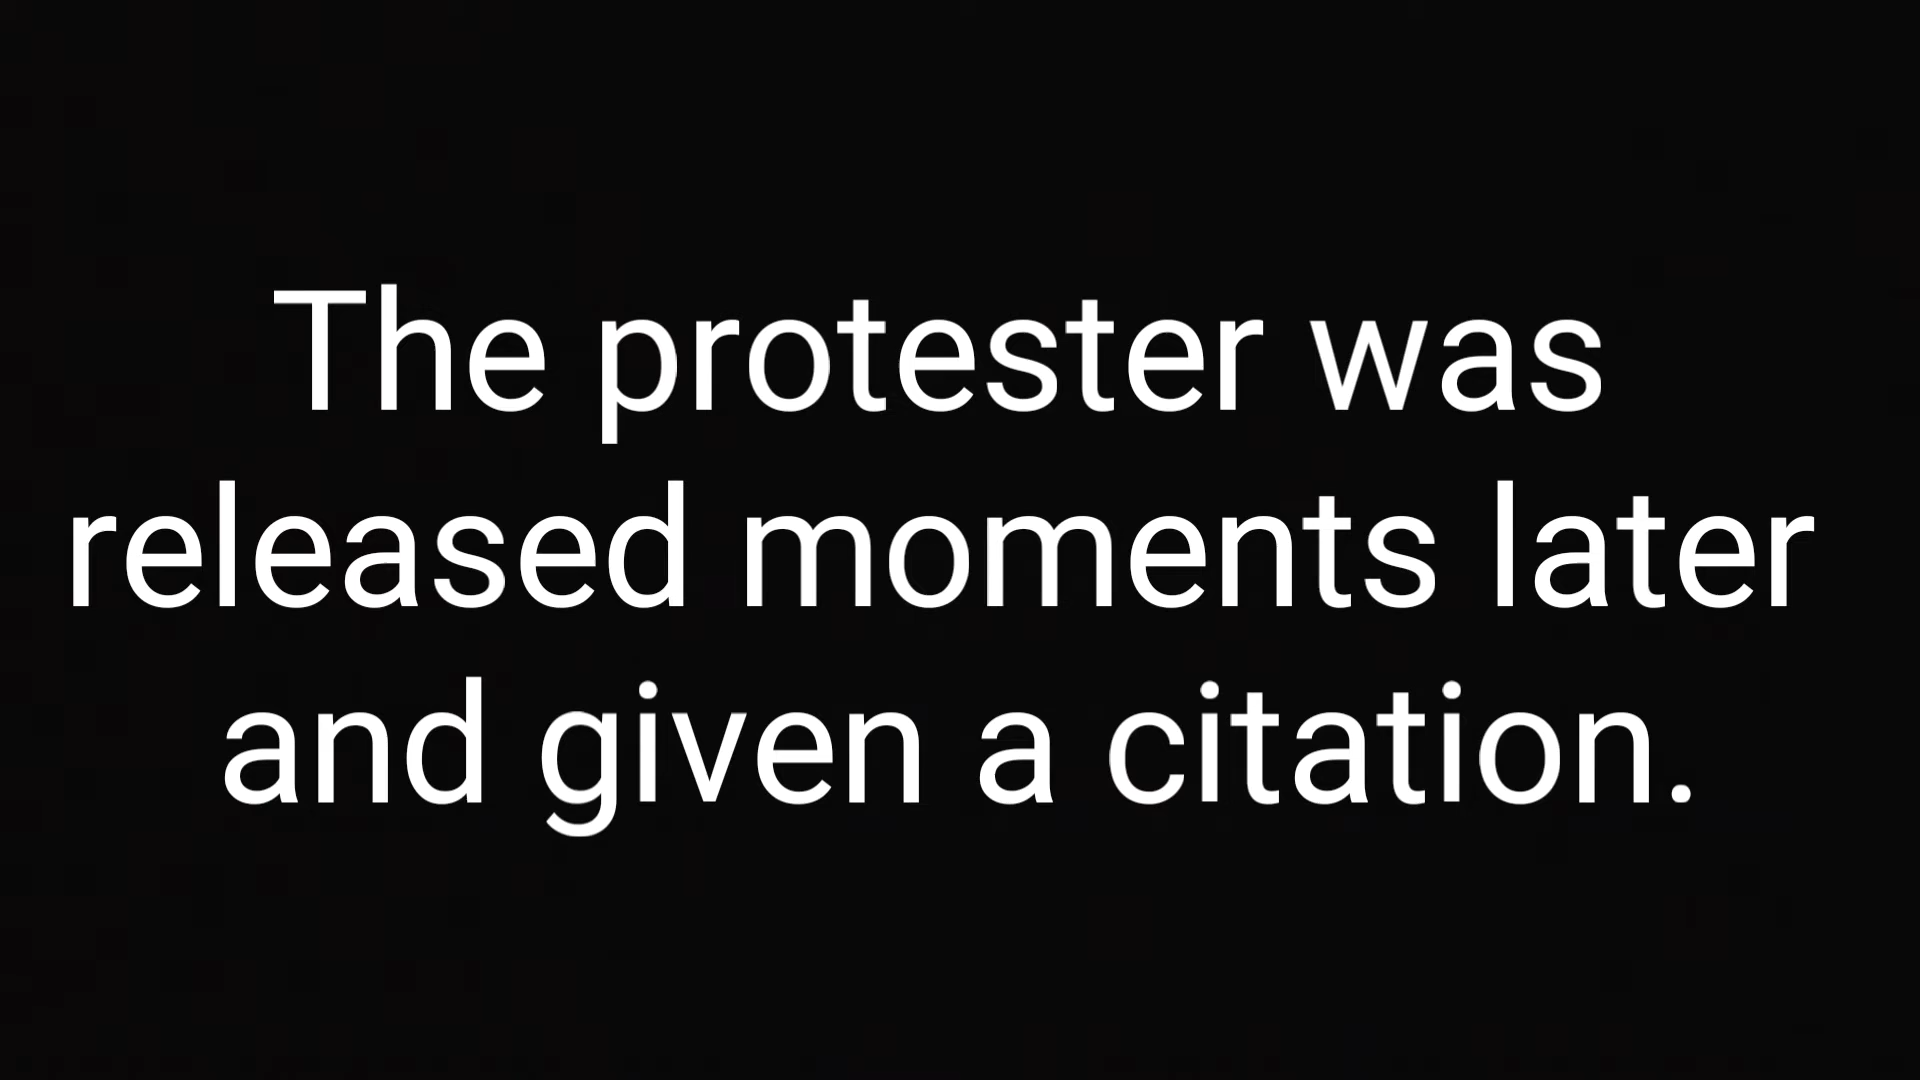 The protester was
released moments later
and given a citation.